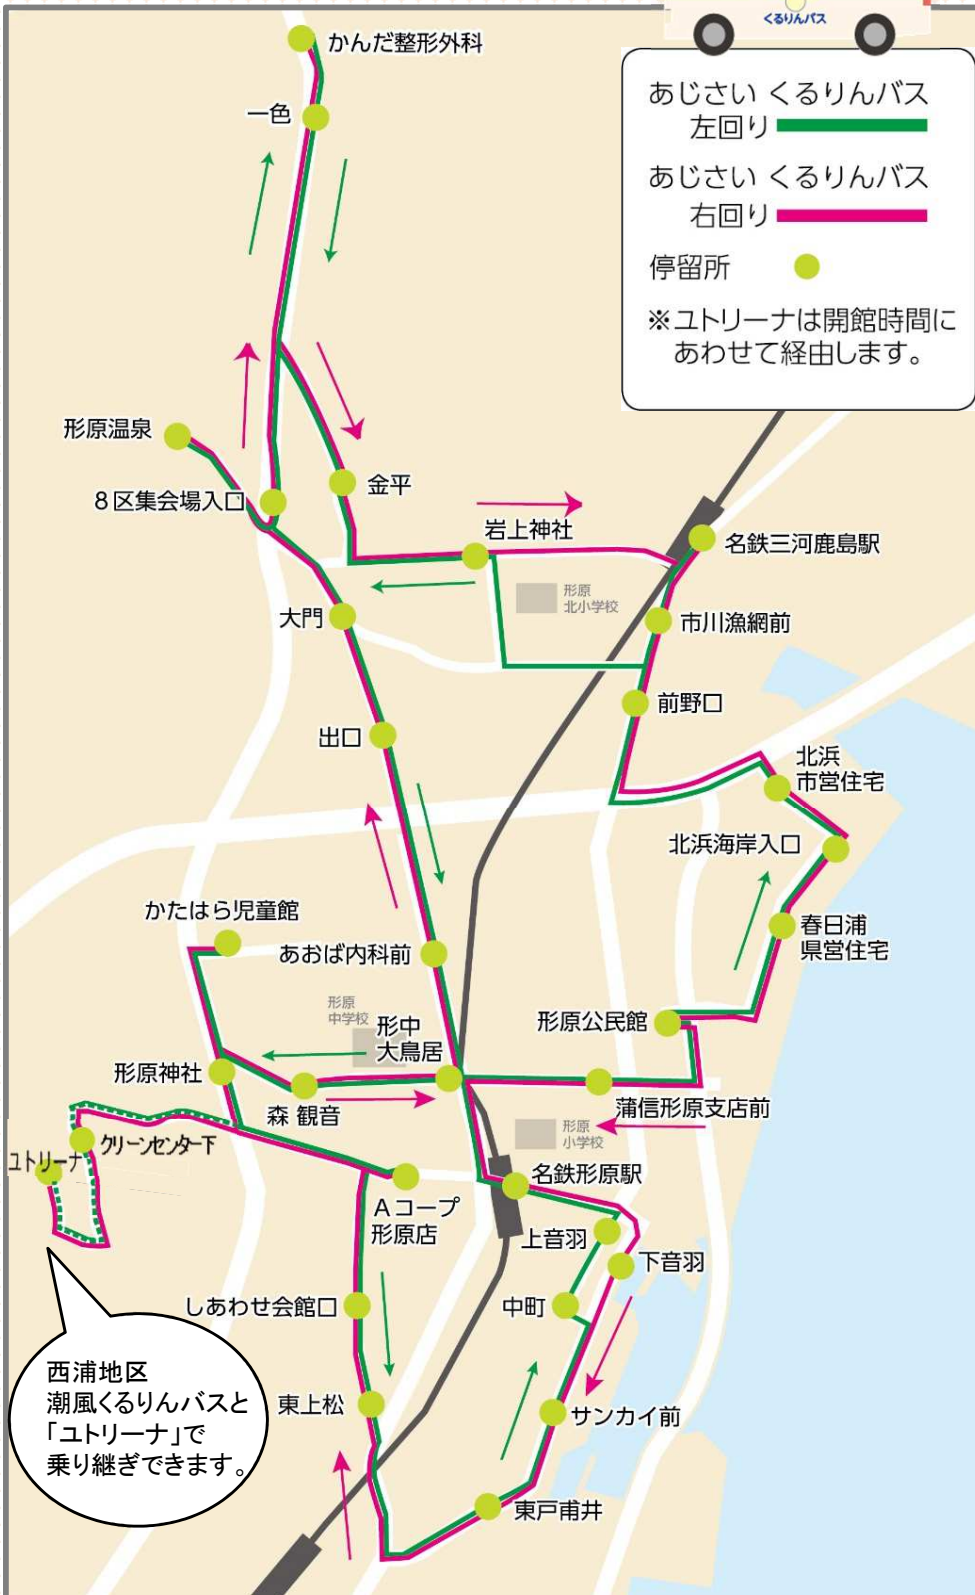 くるりんバス
あじさい くるりんバス
左回り
あじさい くるりんバス
右回り
停留所
※ユトリーナは開館時間に
あわせて経由します。
かんだ整形外科
一色
形原温泉
8区集会場入口
金平
岩上神社
名鉄三河鹿島駅
形原
北小学校
大門
市川漁網前
前野口
出口
北浜
市営住宅
北浜海岸入口
かたはら児童館
あおば内科前
春日浦
県営住宅
形原
中学校
形中
大鳥居
形原公民館
形原神社
森 観音
蒲信形原支店前
形原
小学校
クリーンセンター下
ユトリーナ
名鉄形原駅
Aコープ
形原店
上音羽
下音羽
しあわせ会館口
中町
西浦地区
潮風くるりんバスと
「ユトリーナ」で
乗り継ぎできます。
東上松
サンカイ前
東戸甫井